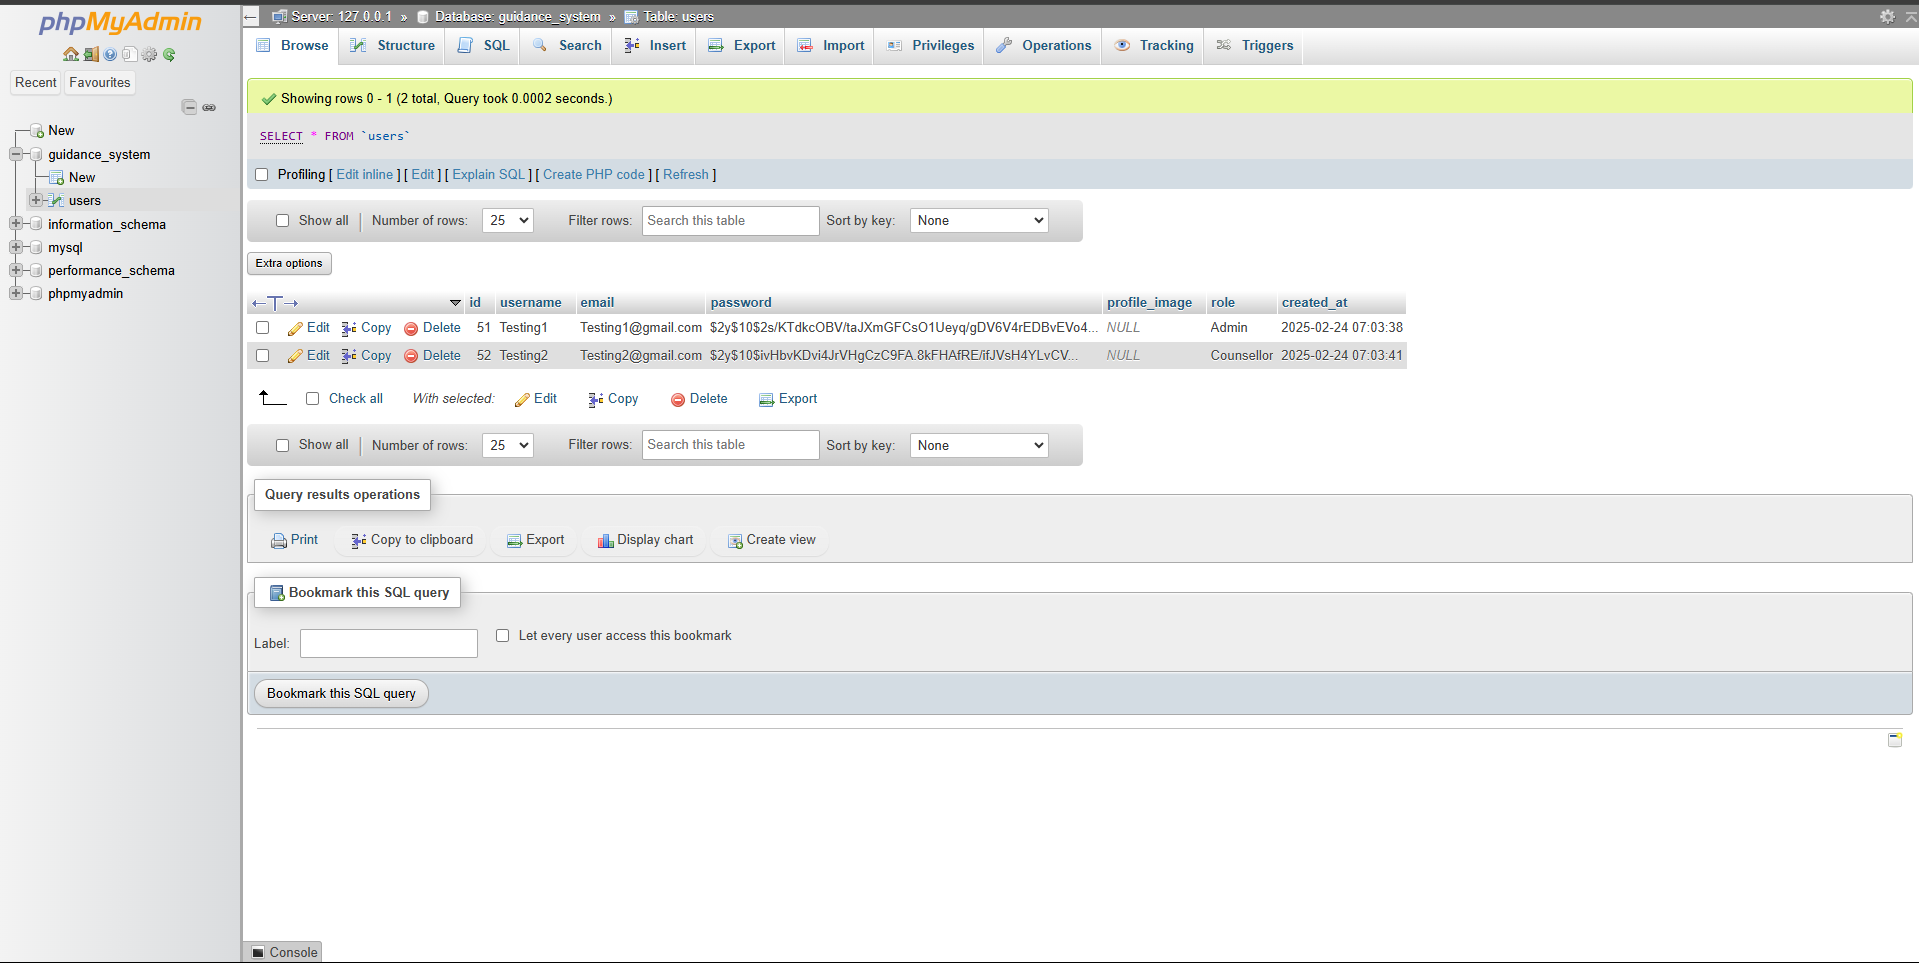 phpMyAdmin
Recent Favourites
New
guidance_system
New
users
information_schema
mysql
performance_schema
phpmyadmin
Server: 127.0.0.1 » Database: guidance_system » Table: users
Browse Structure SQL Search Insert Export Import Privileges Operations Tracking Triggers
Showing rows 0 - 1 (2 total, Query took 0.0002 seconds.)
SELECT * FROM `users`
Profiling [ Edit inline ] [ Edit ] [ Explain SQL ] [ Create PHP code ] [ Refresh ]
Show all Number of rows: 25 Filter rows: Search this table Sort by key: None
Extra options
id username email password profile_image role created_at
Edit Copy Delete 51 Testing1 Testing1@gmail.com $2y$10$2s/KTdkcOBV/taJXmGFCsO1Ueyq/gDV6V4rEDBvEVo4... NULL Admin 2025-02-24 07:03:38
Edit Copy Delete 52 Testing2 Testing2@gmail.com $2y$10$ivHbvKDvi4JrVHgCzC9FA.8kFHAfRE/ifJVsH4YLvCV... NULL Counsellor 2025-02-24 07:03:41
Check all With selected: Edit Copy Delete Export
Show all Number of rows: 25 Filter rows: Search this table Sort by key: None
Query results operations
Print Copy to clipboard Export Display chart Create view
Bookmark this SQL query
Label: Let every user access this bookmark
Bookmark this SQL query
Console